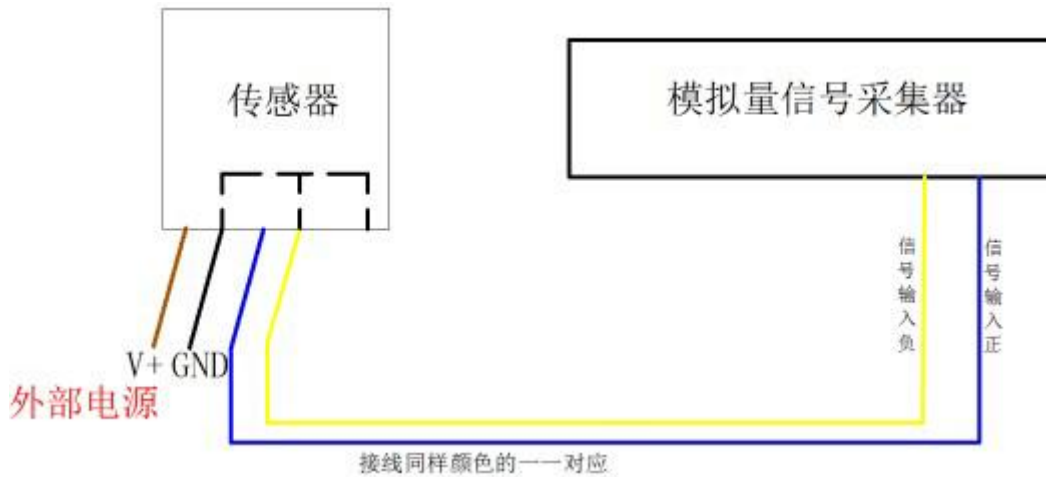 传感器
模拟量信号采集器
信号输入负
信号输入正
V+ GND
外部电源
接线同样颜色的一一对应